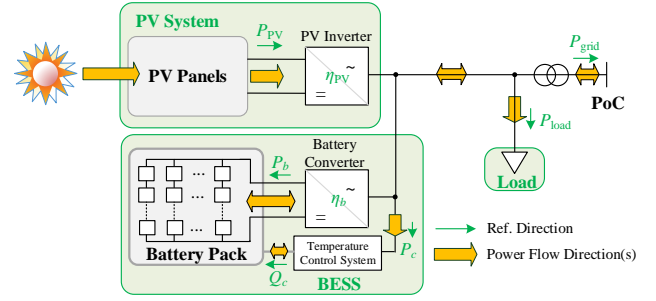 PV System
P_PV
PV Inverter
PV Panels
η_PV
~
=
P_grid
PoC
P_load
Load
Battery
Converter
P_b
...
...
...
η_b
~
=
Battery Pack
Temperature
Control System
P_c
Q_c
BESS
Ref. Direction
Power Flow Direction(s)